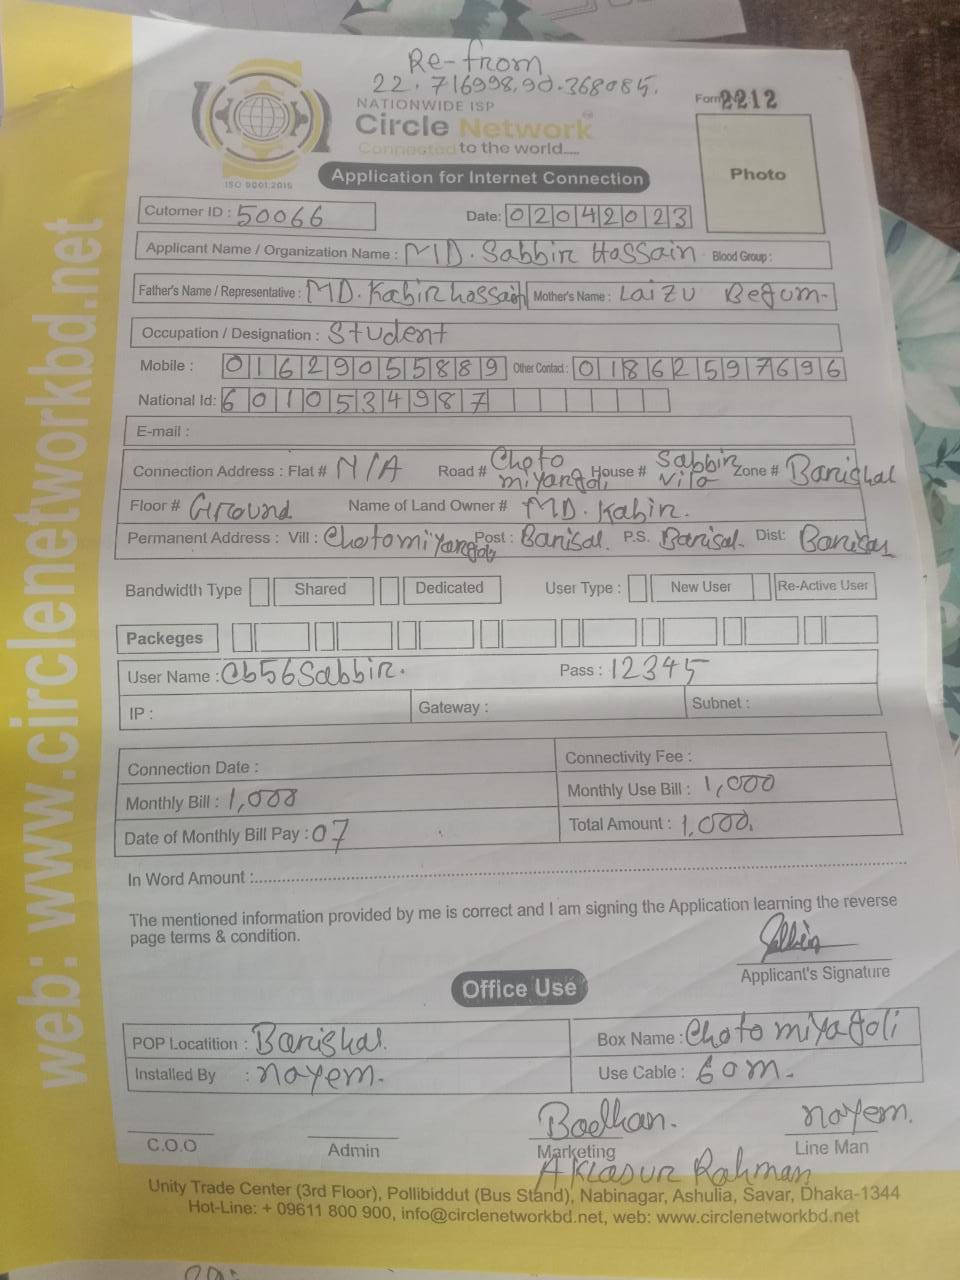 Re-from
22.716998,90.368085.
NATIONWIDE ISP
Form 2212
Circle Network
Connected to the world.....
ISO 9001:2015
Application for Internet Connection
Photo
Cutomer ID : 50066 Date: 02042023
Applicant Name / Organization Name : MD. Sabbir Hossain Blood Group :
Father's Name / Representative : MD. Kabir hossain Mother's Name : Laizu Begum.
Occupation / Designation : Student
Mobile : 01629055889 Other Contact : 01862597696
National Id: 6010534987
E-mail :
Connection Address : Flat # N/A Road # Choto miyangoli House # Sabbir Vila Zone # Barishal
Floor # Ground Name of Land Owner # MD. Kabir.
Permanent Address : Vill : Chotomiyangoli Post : Barisal. P.S. Barisal. Dist: Barisal
Bandwidth Type Shared Dedicated User Type : New User Re-Active User
Packeges
User Name : Cb56Sabbir. Pass : 12345
IP : Gateway : Subnet :
Connection Date : Connectivity Fee :
Monthly Bill : 1,000 Monthly Use Bill : 1,000
Date of Monthly Bill Pay : 07 Total Amount : 1,000.
In Word Amount :
The mentioned information provided by me is correct and I am signing the Application learning the reverse
page terms & condition.
Applicant's Signature
Office Use
POP Locatition : Barishal. Box Name : Choto miyagoli
Installed By : nayem. Use Cable : 60m.
nayem.
C.O.O Admin Marketing Line Man
Rahman
Unity Trade Center (3rd Floor), Pollibiddut (Bus Stand), Nabinagar, Ashulia, Savar, Dhaka-1344
Hot-Line: + 09611 800 900, info@circlenetworkbd.net, web: www.circlenetworkbd.net
web: www.circlenetworkbd.net